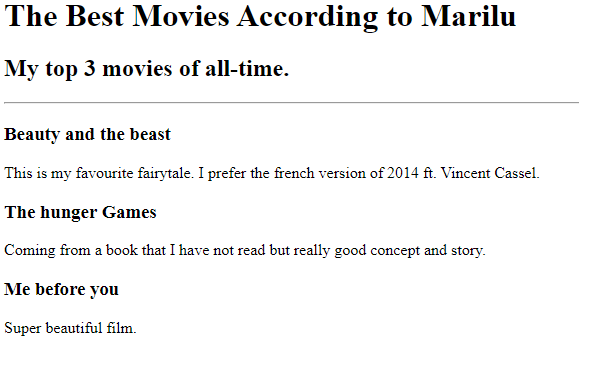 The Best Movies According to Marilu
My top 3 movies of all-time.
Beauty and the beast
This is my favourite fairytale. I prefer the french version of 2014 ft. Vincent Cassel.
The hunger Games
Coming from a book that I have not read but really good concept and story.
Me before you
Super beautiful film.